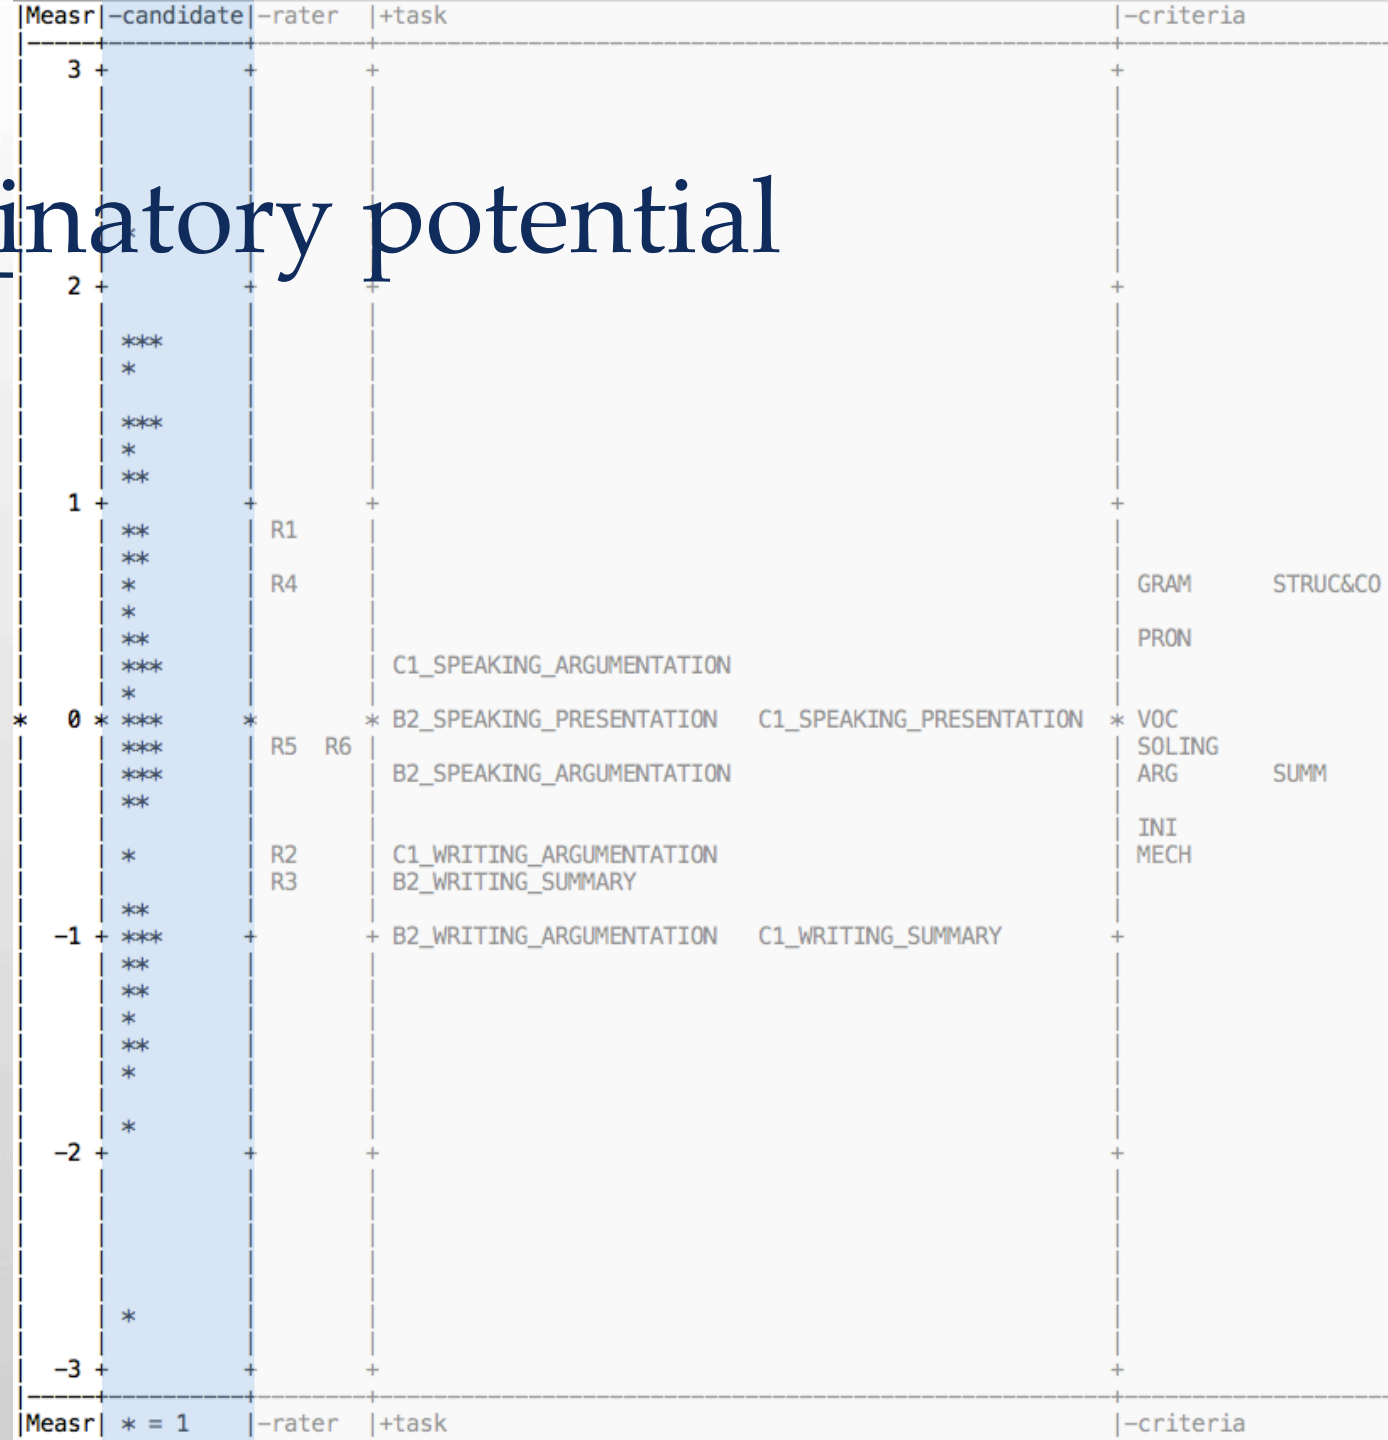 |Measr|-candidate|-rater |+task |-criteria
3 + + + +
inatory potential
*
2 + + + +
***
*
***
*
**
1 + + + +
** | R1
**
* | R4 | GRAM STRUC&CO
*
** | PRON
*** | C1_SPEAKING_ARGUMENTATION
*
* 0 * *** * * B2_SPEAKING_PRESENTATION C1_SPEAKING_PRESENTATION * VOC
*** | R5 R6 | SOLING
*** | B2_SPEAKING_ARGUMENTATION | ARG SUMM
**
| INI
* | R2 | C1_WRITING_ARGUMENTATION | MECH
| R3 | B2_WRITING_SUMMARY
**
-1 + *** + + B2_WRITING_ARGUMENTATION C1_WRITING_SUMMARY +
**
**
*
**
*
*
-2 + + + +
*
-3 + + + +
|Measr| * = 1 |-rater |+task |-criteria